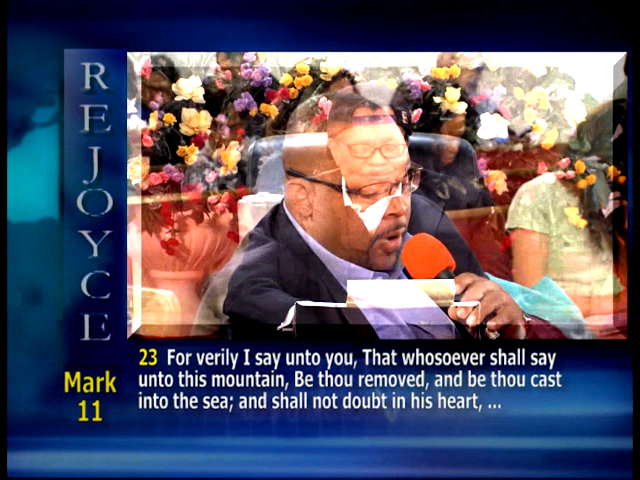 REJOYCE
Mark
11
23 For verily I say unto you, That whosoever shall say
unto this mountain, Be thou removed, and be thou cast
into the sea; and shall not doubt in his heart, ...